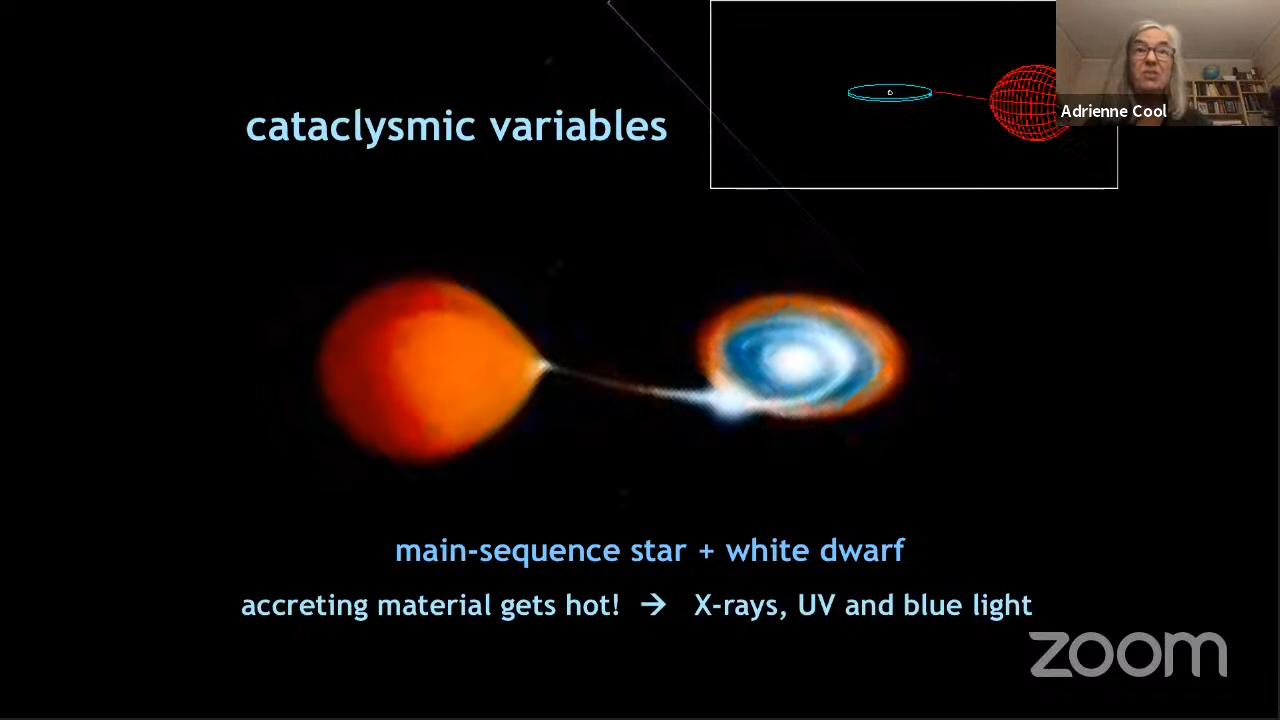 cataclysmic variables
Adrienne Cool
main-sequence star + white dwarf
accreting material gets hot! → X-rays, UV and blue light
zoom